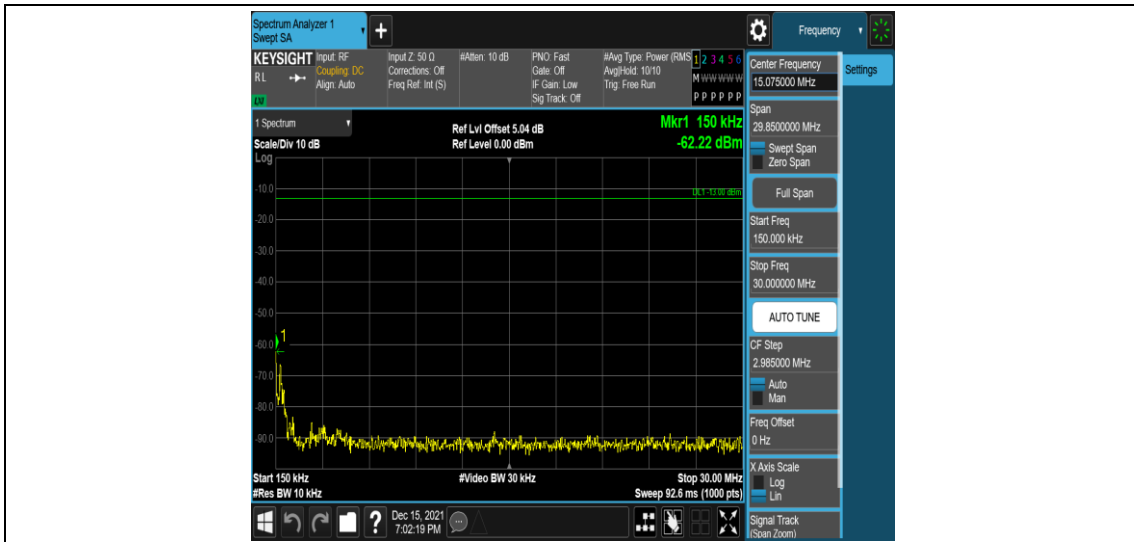 Spectrum Analyzer 1
Swept SA
+
Frequency
KEYSIGHT
RL
LXI
Input: RF
Coupling: DC
Align: Auto
Input Z: 50 Ω
Corrections: Off
Freq Ref: Int (S)
#Atten: 10 dB
PNO: Fast
Gate: Off
IF Gain: Low
Sig Track: Off
#Avg Type: Power (RMS
Avg|Hold: 10/10
Trig: Free Run
1 2 3 4 5 6
M W W W W W
P P P P P P
Center Frequency
15.075000 MHz
Settings
Span
29.8500000 MHz
Swept Span
Zero Span
Full Span
Start Freq
150.000 kHz
Stop Freq
30.000000 MHz
AUTO TUNE
CF Step
2.985000 MHz
Auto
Man
Freq Offset
0 Hz
X Axis Scale
Log
Lin
Signal Track
(Span Zoom)
1 Spectrum
Scale/Div 10 dB
Log
Ref Lvl Offset 5.04 dB
Ref Level 0.00 dBm
Mkr1 150 kHz
-62.22 dBm
DL1 -13.00 dBm
-10.0
-20.0
-30.0
-40.0
-50.0
-60.0
-70.0
-80.0
-90.0
1
Start 150 kHz
#Res BW 10 kHz
#Video BW 30 kHz
Stop 30.00 MHz
Sweep 92.6 ms (1000 pts)
?
Dec 15, 2021
7:02:19 PM